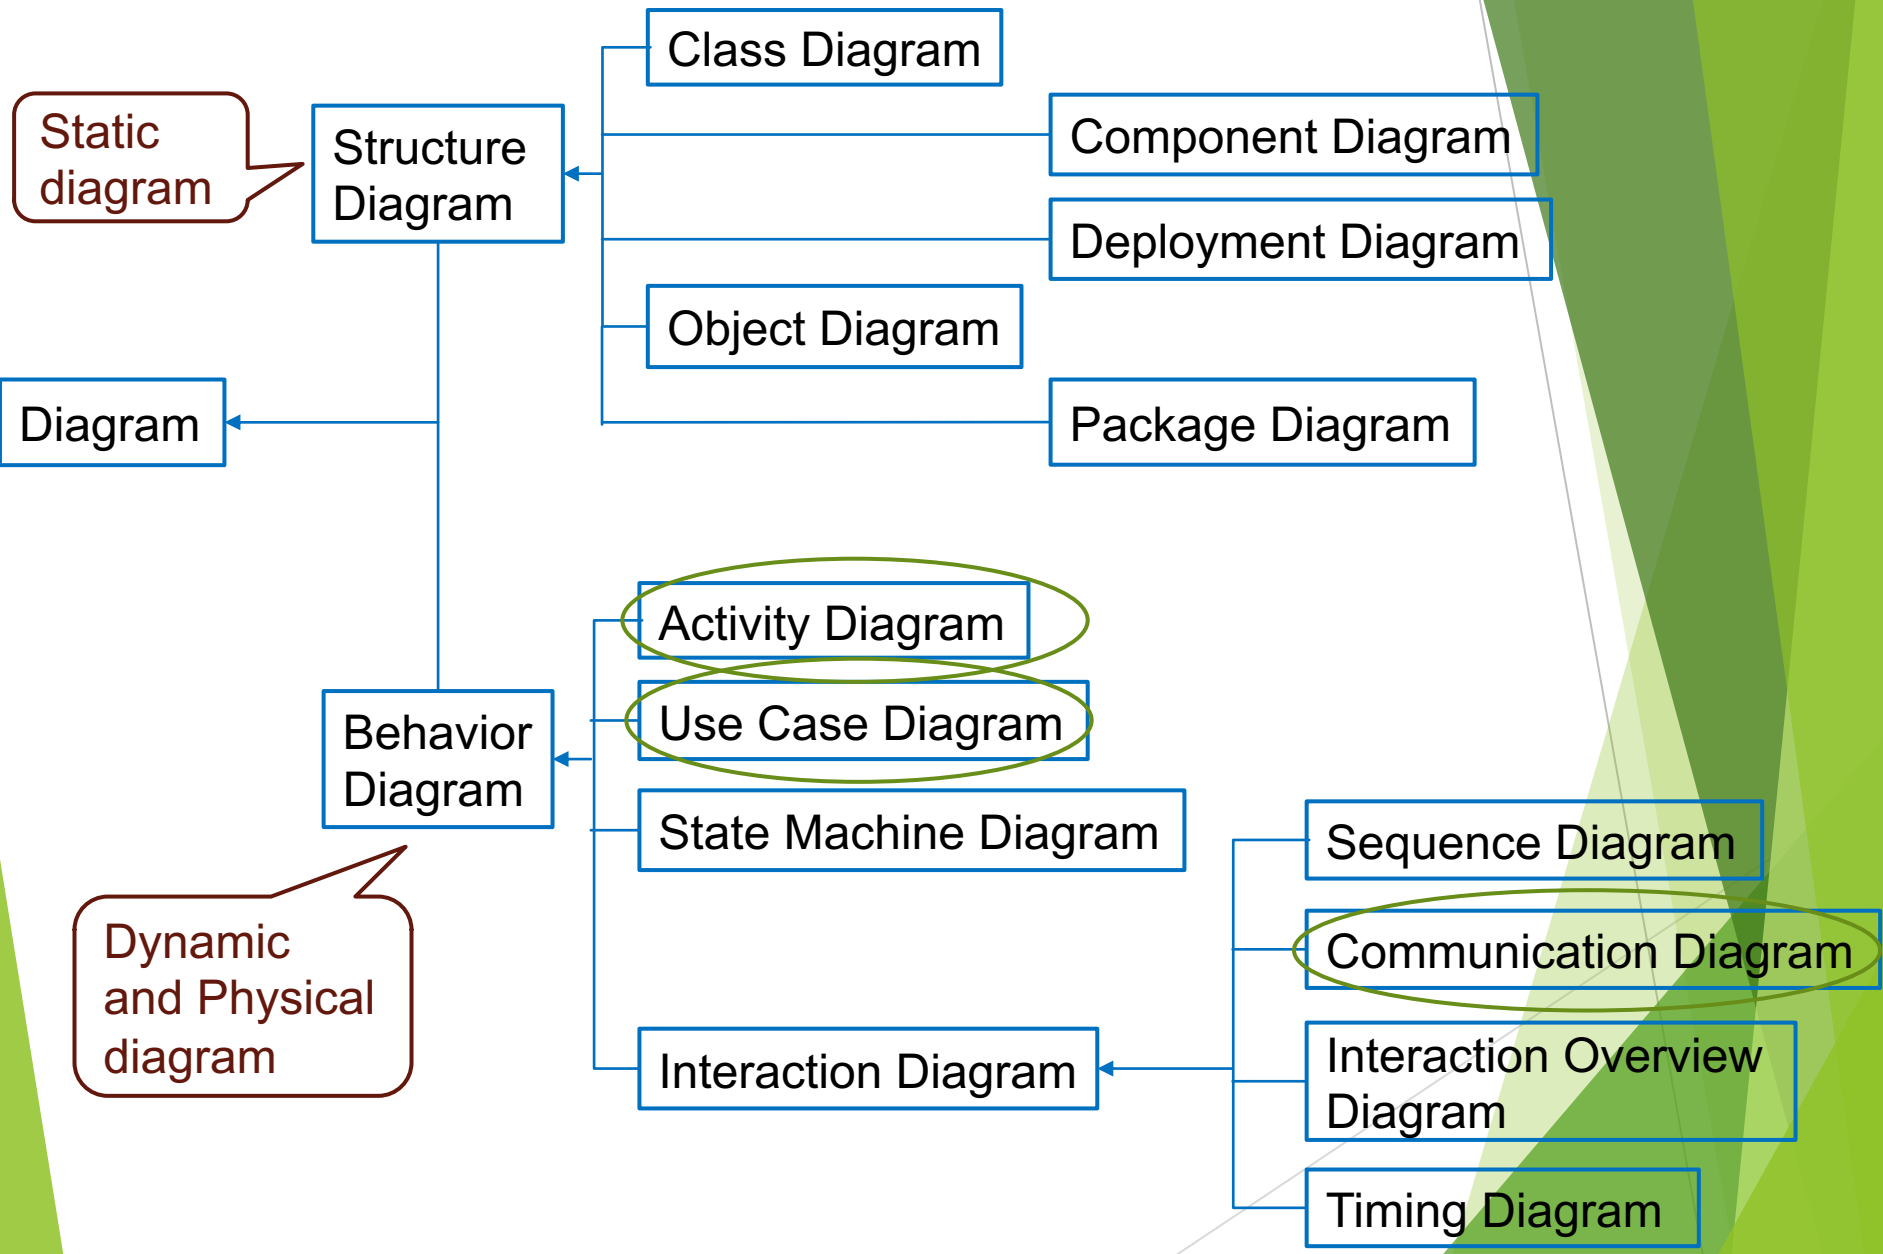 Class Diagram
Static
diagram
Structure
Diagram
Component Diagram
Deployment Diagram
Object Diagram
Diagram
Package Diagram
Activity Diagram
Use Case Diagram
Behavior
Diagram
State Machine Diagram
Sequence Diagram
Dynamic
and Physical
diagram
Communication Diagram
Interaction Diagram
Interaction Overview
Diagram
Timing Diagram